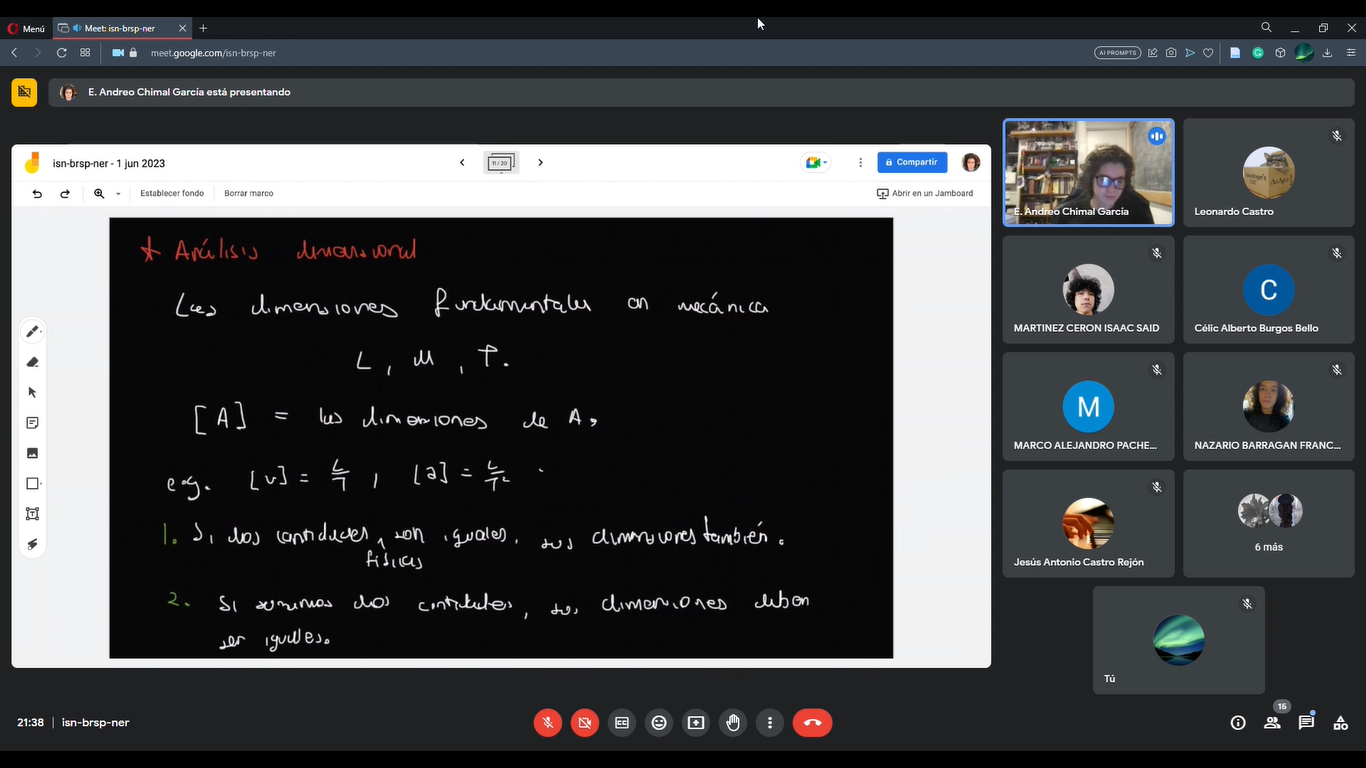 Menú
Meet: isn-brsp-ner
meet.google.com/isn-brsp-ner
AI PROMPTS
E. Andreo Chimal García está presentando
isn-brsp-ner - 1 jun 2023
11 / 20
Compartir
Establecer fondo
Borrar marco
Abrir en un Jamboard
* Análisis dimensional
Las dimensiones fundamentales en mecánica
L, M, T.
[A] = las dimensiones de A.
e.g. [v] = L/T, [a] = L/T²
1. Si dos cantidades físicas son iguales, sus dimensiones también.
2. Si sumamos dos cantidades, sus dimensiones deben
ser iguales.
E. Andreo Chimal García
Leonardo Castro
MARTINEZ CERON ISAAC SAID
C
Célic Alberto Burgos Bello
M
MARCO ALEJANDRO PACHE...
NAZARIO BARRAGAN FRANC...
Jesús Antonio Castro Rejón
6 más
Tú
21:38
isn-brsp-ner
15